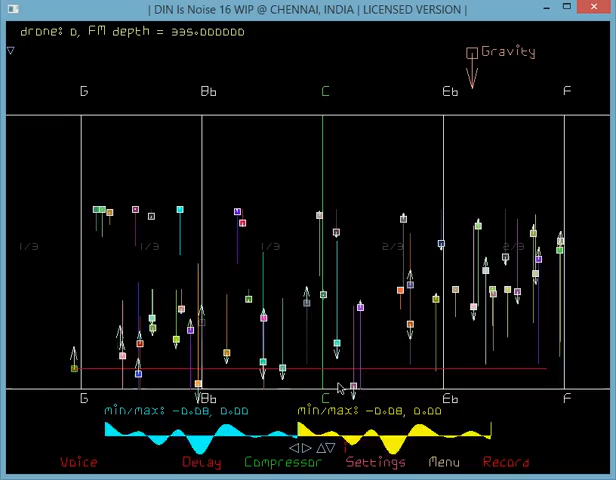 | DIN Is Noise 16 WIP @ CHENNAI, INDIA | LICENSED VERSION |
drone: 0, FM depth = 335.000000
Gravity
G Bb C Eb F
1/3 1/3 1/3 2/3 2/3
G Bb C Eb F
min/max: -0.08, 0.00 min/max: -0.08, 0.00
Voice Delay Compressor Settings Menu Record